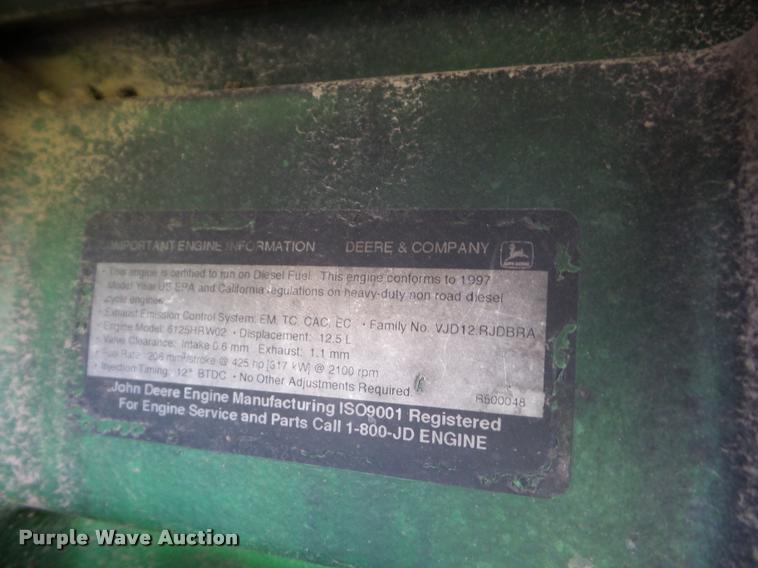 IMPORTANT ENGINE INFORMATION DEERE & COMPANY
JOHN DEERE
• This engine is certified to run on Diesel Fuel. This engine conforms to 1997
Model Year US EPA and California regulations on heavy-duty non road diesel
cycle engines.
• Exhaust Emission Control System: EM, TC, CAC, EC • Family No. VJD12.RJDBRA
• Engine Model: 6125HRW02 • Displacement: 12.5 L
• Valve Clearance: Intake 0.6 mm Exhaust: 1.1 mm
• Fuel Rate: 208 mm³/stroke @ 425 hp [317 kW] @ 2100 rpm
• Injection Timing: 12° BTDC • No Other Adjustments Required.
R500048
John Deere Engine Manufacturing ISO9001 Registered
For Engine Service and Parts Call 1-800-JD ENGINE
Purple Wave Auction